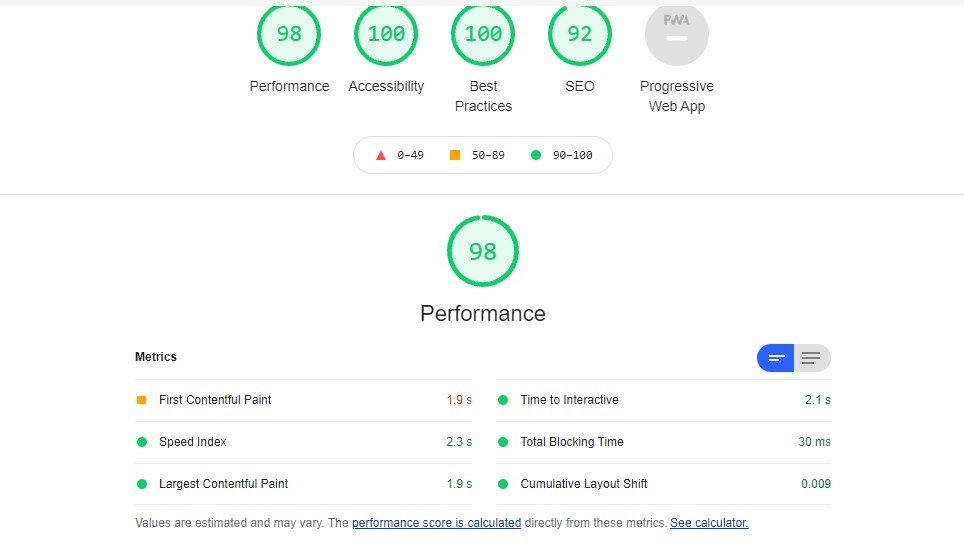 98 100 100 92 PWA
Performance Accessibility Best Practices SEO Progressive Web App
0–49 50–89 90–100
98
Performance
Metrics
First Contentful Paint 1.9 s
Time to Interactive 2.1 s
Speed Index 2.3 s
Total Blocking Time 30 ms
Largest Contentful Paint 1.9 s
Cumulative Layout Shift 0.009
Values are estimated and may vary. The performance score is calculated directly from these metrics. See calculator.